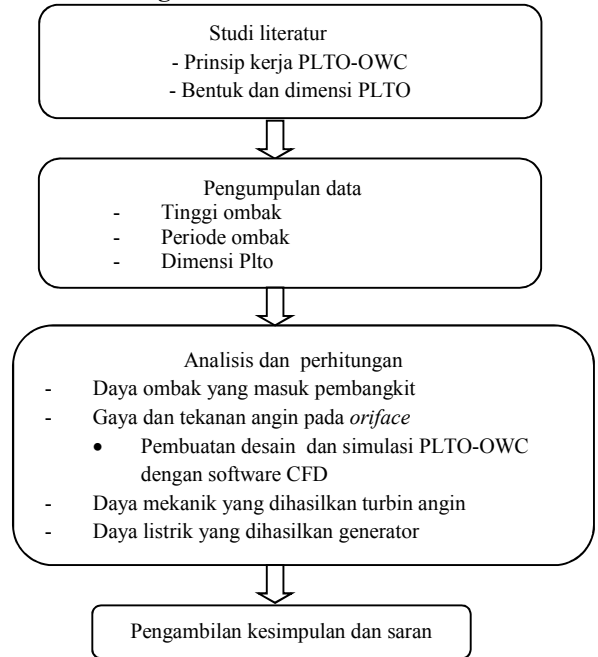 Studi literatur
- Prinsip kerja PLTO-OWC
- Bentuk dan dimensi PLTO
Pengumpulan data
- Tinggi ombak
- Periode ombak
- Dimensi Plto
Analisis dan perhitungan
- Daya ombak yang masuk pembangkit
- Gaya dan tekanan angin pada oriface
• Pembuatan desain dan simulasi PLTO-OWC
dengan software CFD
- Daya mekanik yang dihasilkan turbin angin
- Daya listrik yang dihasilkan generator
Pengambilan kesimpulan dan saran